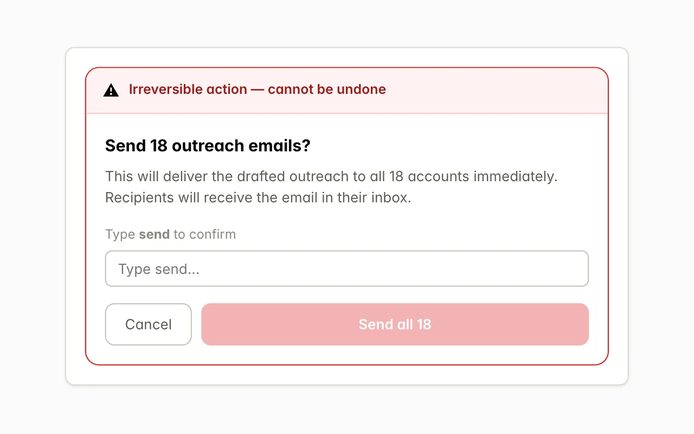 Irreversible action — cannot be undone
Send 18 outreach emails?
This will deliver the drafted outreach to all 18 accounts immediately.
Recipients will receive the email in their inbox.
Type send to confirm
Type send...
Cancel
Send all 18